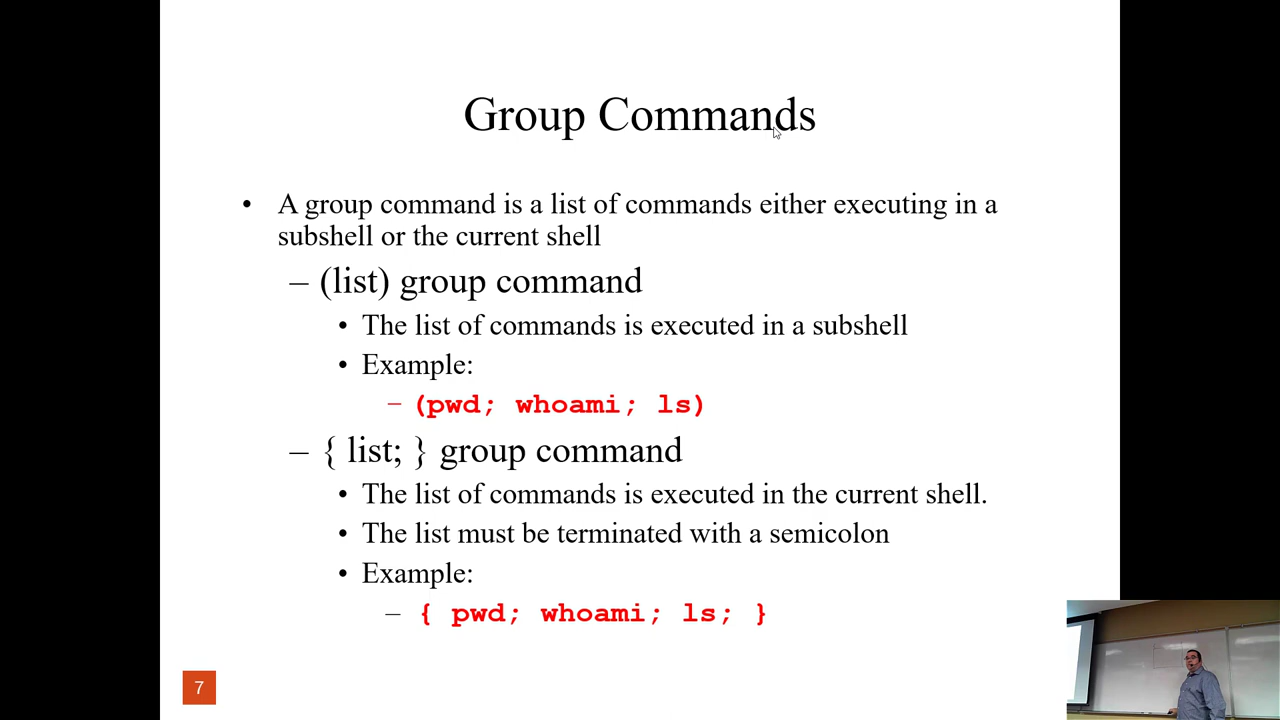 Group Commands
• A group command is a list of commands either executing in a
subshell or the current shell
– (list) group command
• The list of commands is executed in a subshell
• Example:
– (pwd; whoami; ls)
– { list; } group command
• The list of commands is executed in the current shell.
• The list must be terminated with a semicolon
• Example:
– { pwd; whoami; ls; }
7